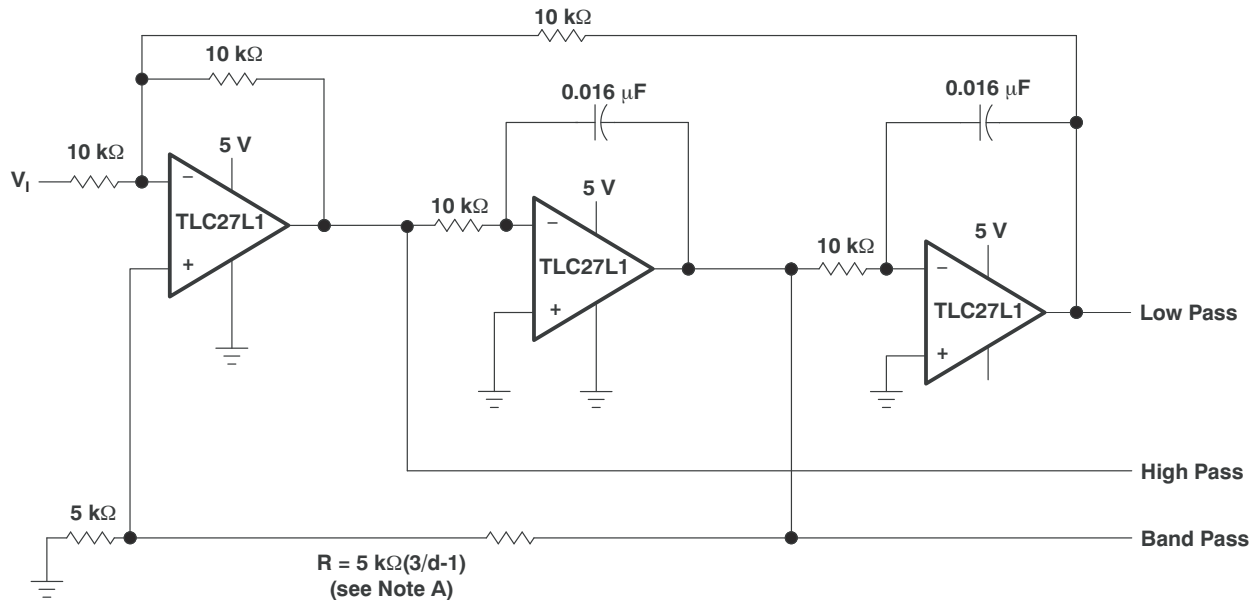 10 kΩ
10 kΩ
0.016 μF
0.016 μF
10 kΩ
5 V
VI
−
TLC27L1
+
5 V
10 kΩ
−
TLC27L1
+
5 V
10 kΩ
−
TLC27L1
+
Low Pass
High Pass
5 kΩ
Band Pass
R = 5 kΩ(3/d-1)
(see Note A)